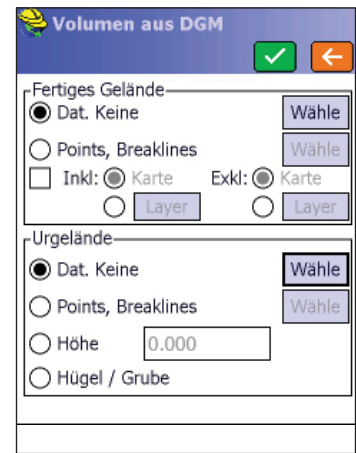 Volumen aus DGM
Fertiges Gelände
Dat. Keine Wähle
Points, Breaklines Wähle
Inkl: Karte Exkl: Karte
Layer Layer
Urgelände
Dat. Keine Wähle
Points, Breaklines Wähle
Höhe 0.000
Hügel / Grube